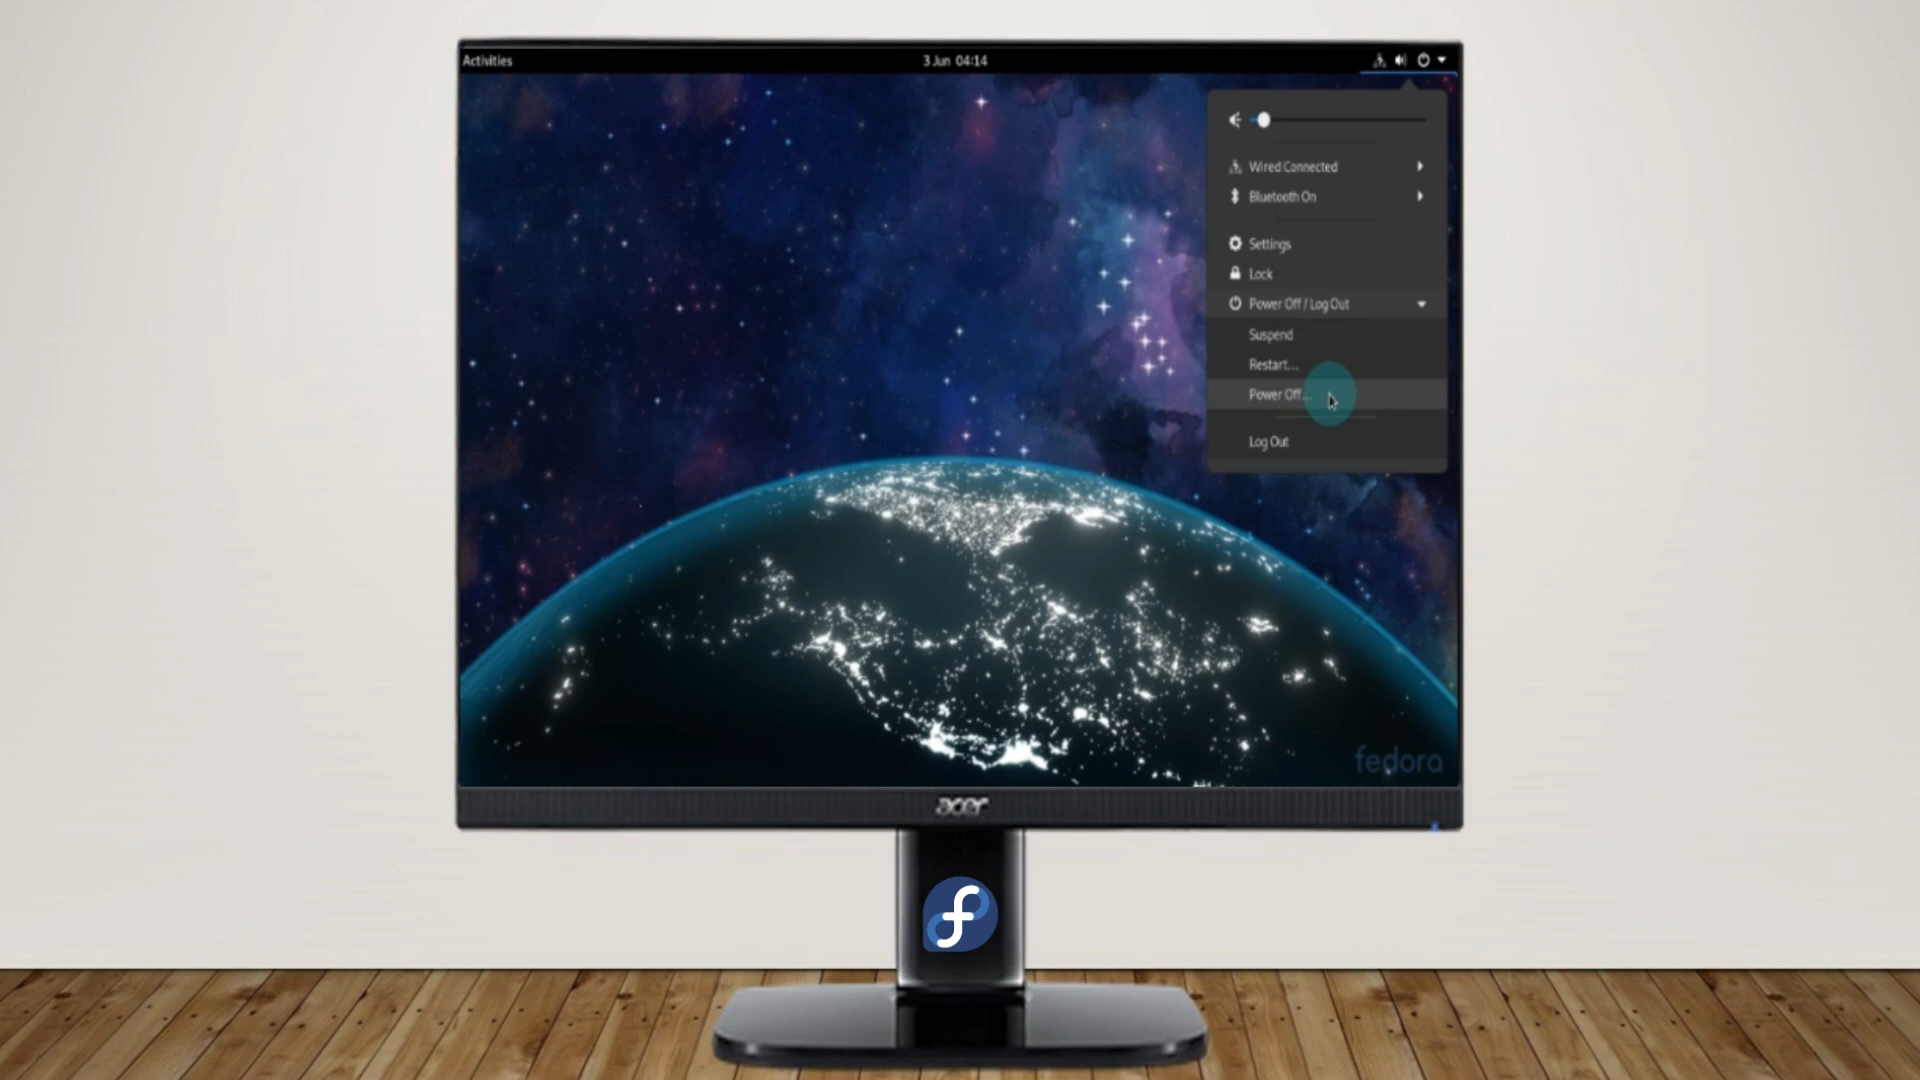 Activities
3 Jun 04:14
Wired Connected
Bluetooth On
Settings
Lock
Power Off / Log Out
Suspend
Restart...
Power Off...
Log Out
fedora
acer